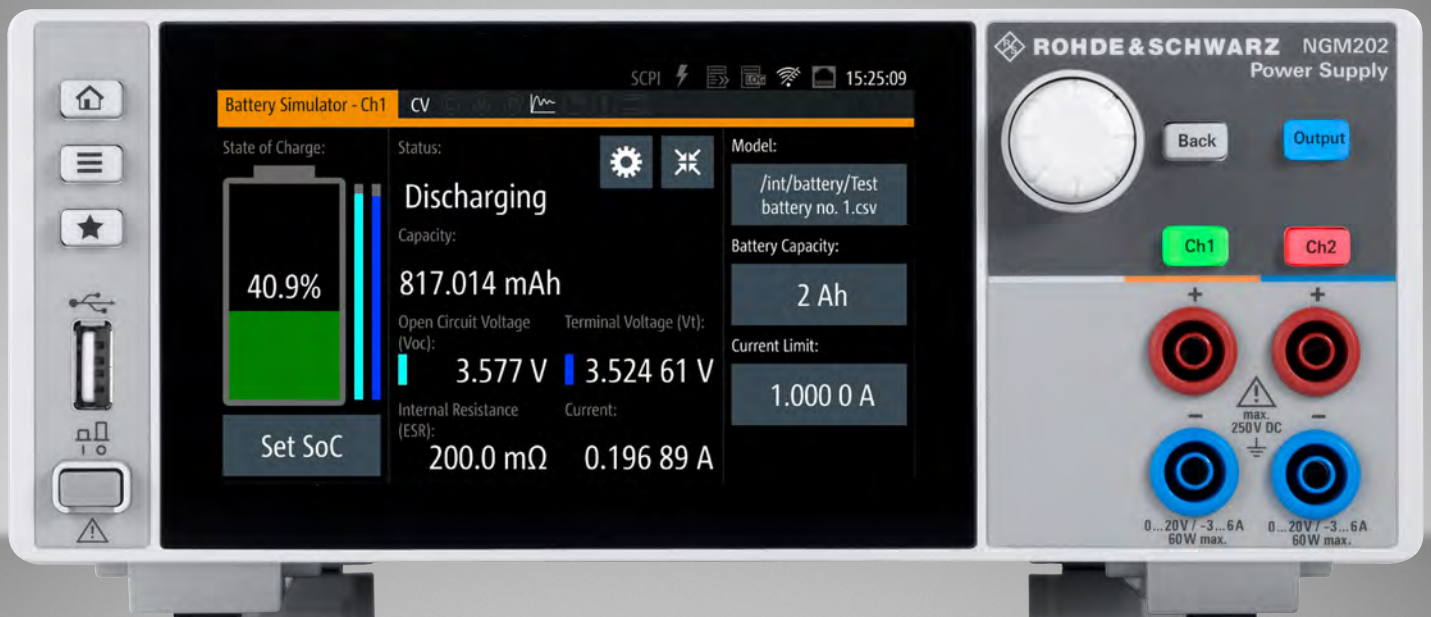 SCPI LOG 15:25:09
Battery Simulator - Ch1 CV
State of Charge:
40.9%
Set SoC
Status:
Discharging
Capacity:
817.014 mAh
Open Circuit Voltage
(Voc):
3.577 V
Terminal Voltage (Vt):
3.524 61 V
Internal Resistance
(ESR):
200.0 mΩ
Current:
0.196 89 A
Model:
/int/battery/Test
battery no. 1.csv
Battery Capacity:
2 Ah
Current Limit:
1.000 0 A
R&S ROHDE&SCHWARZ NGM202
Power Supply
Back Output
Ch1 Ch2
+ +
- -
max.
250V DC
0...20V / -3...6A 0...20V / -3...6A
60W max. 60W max.
I O